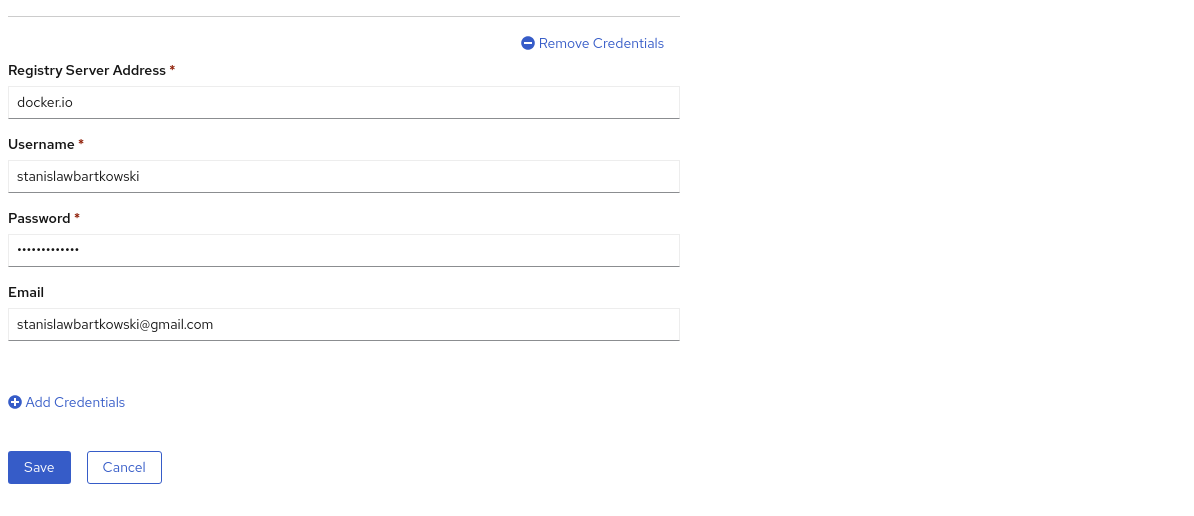 Remove Credentials
Registry Server Address *
docker.io
Username *
stanislawbartkowski
Password *
•••••••••••••
Email
stanislawbartkowski@gmail.com
Add Credentials
Save Cancel